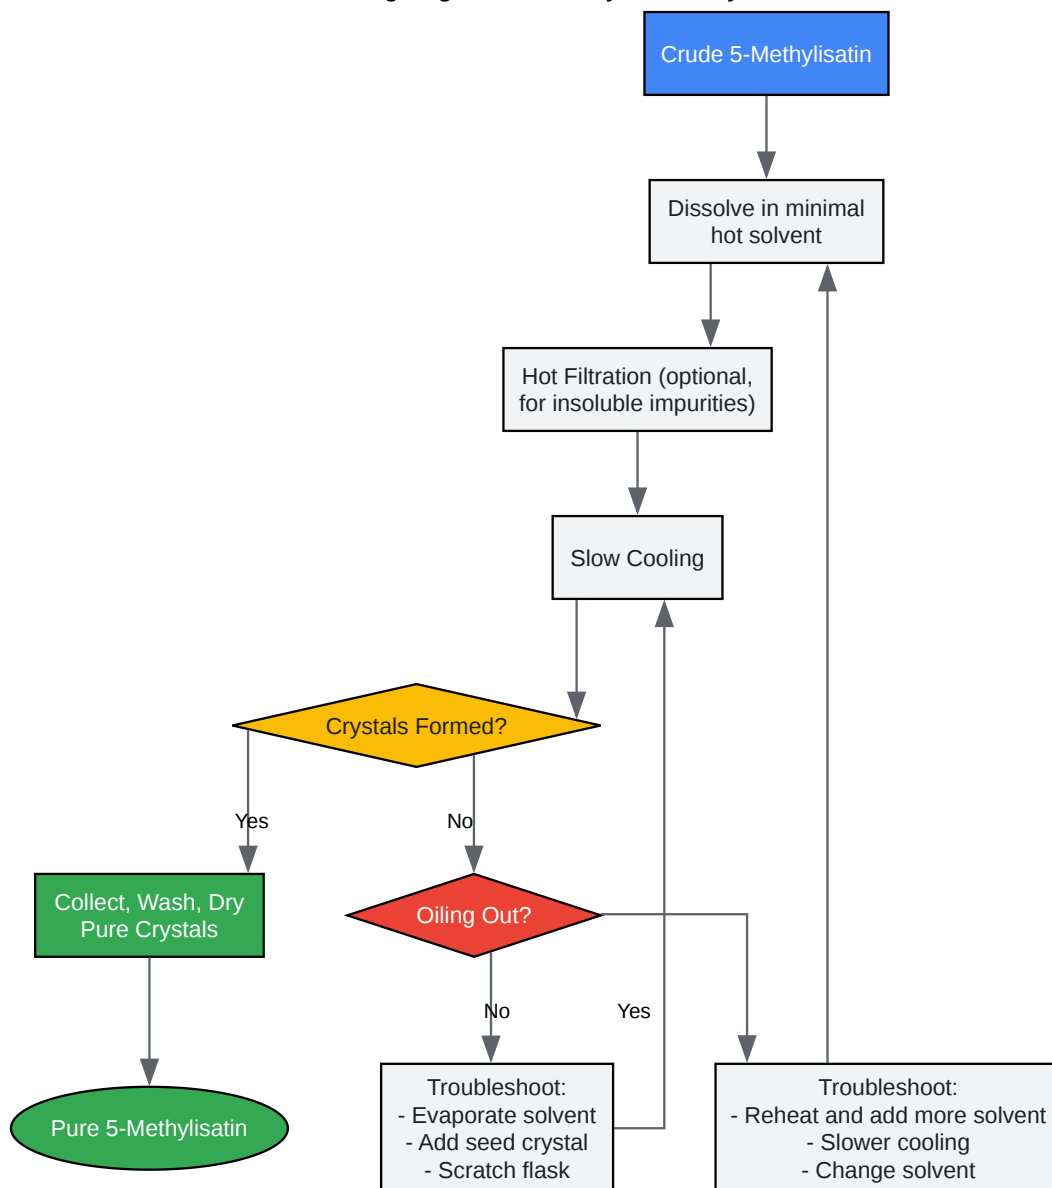 Crude 5-Methylisatin
Dissolve in minimal
hot solvent
Hot Filtration (optional,
for insoluble impurities)
Slow Cooling
Crystals Formed?
Yes
No
Collect, Wash, Dry
Pure Crystals
Oiling Out?
No
Yes
Pure 5-Methylisatin
Troubleshoot:
- Evaporate solvent
- Add seed crystal
- Scratch flask
Troubleshoot:
- Reheat and add more solvent
- Slower cooling
- Change solvent